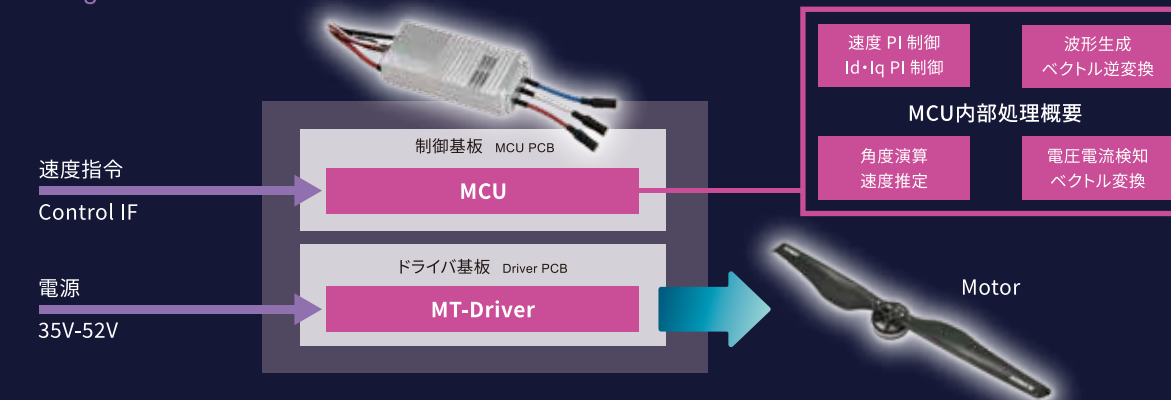 速度指令
Control IF
電源
35V-52V
制御基板 MCU PCB
MCU
ドライバ基板 Driver PCB
MT-Driver
速度 PI 制御
Id・Iq PI 制御
波形生成
ベクトル逆変換
MCU内部処理概要
角度演算
速度推定
電圧電流検知
ベクトル変換
Motor